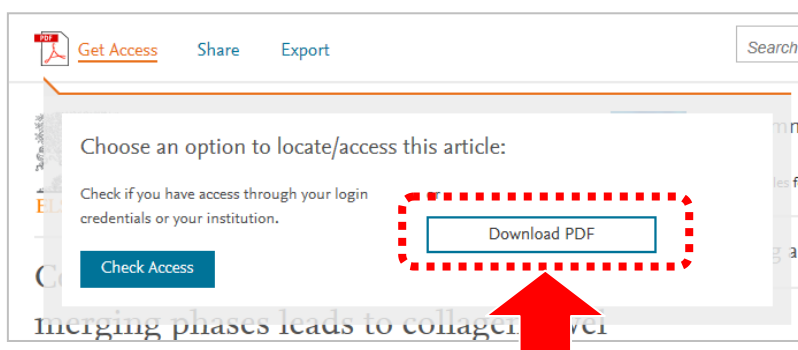 PDF
Get Access Share Export Search
Choose an option to locate/access this article:
Check if you have access through your login
credentials or your institution.
or
Download PDF
Check Access
merging phases leads to collagen